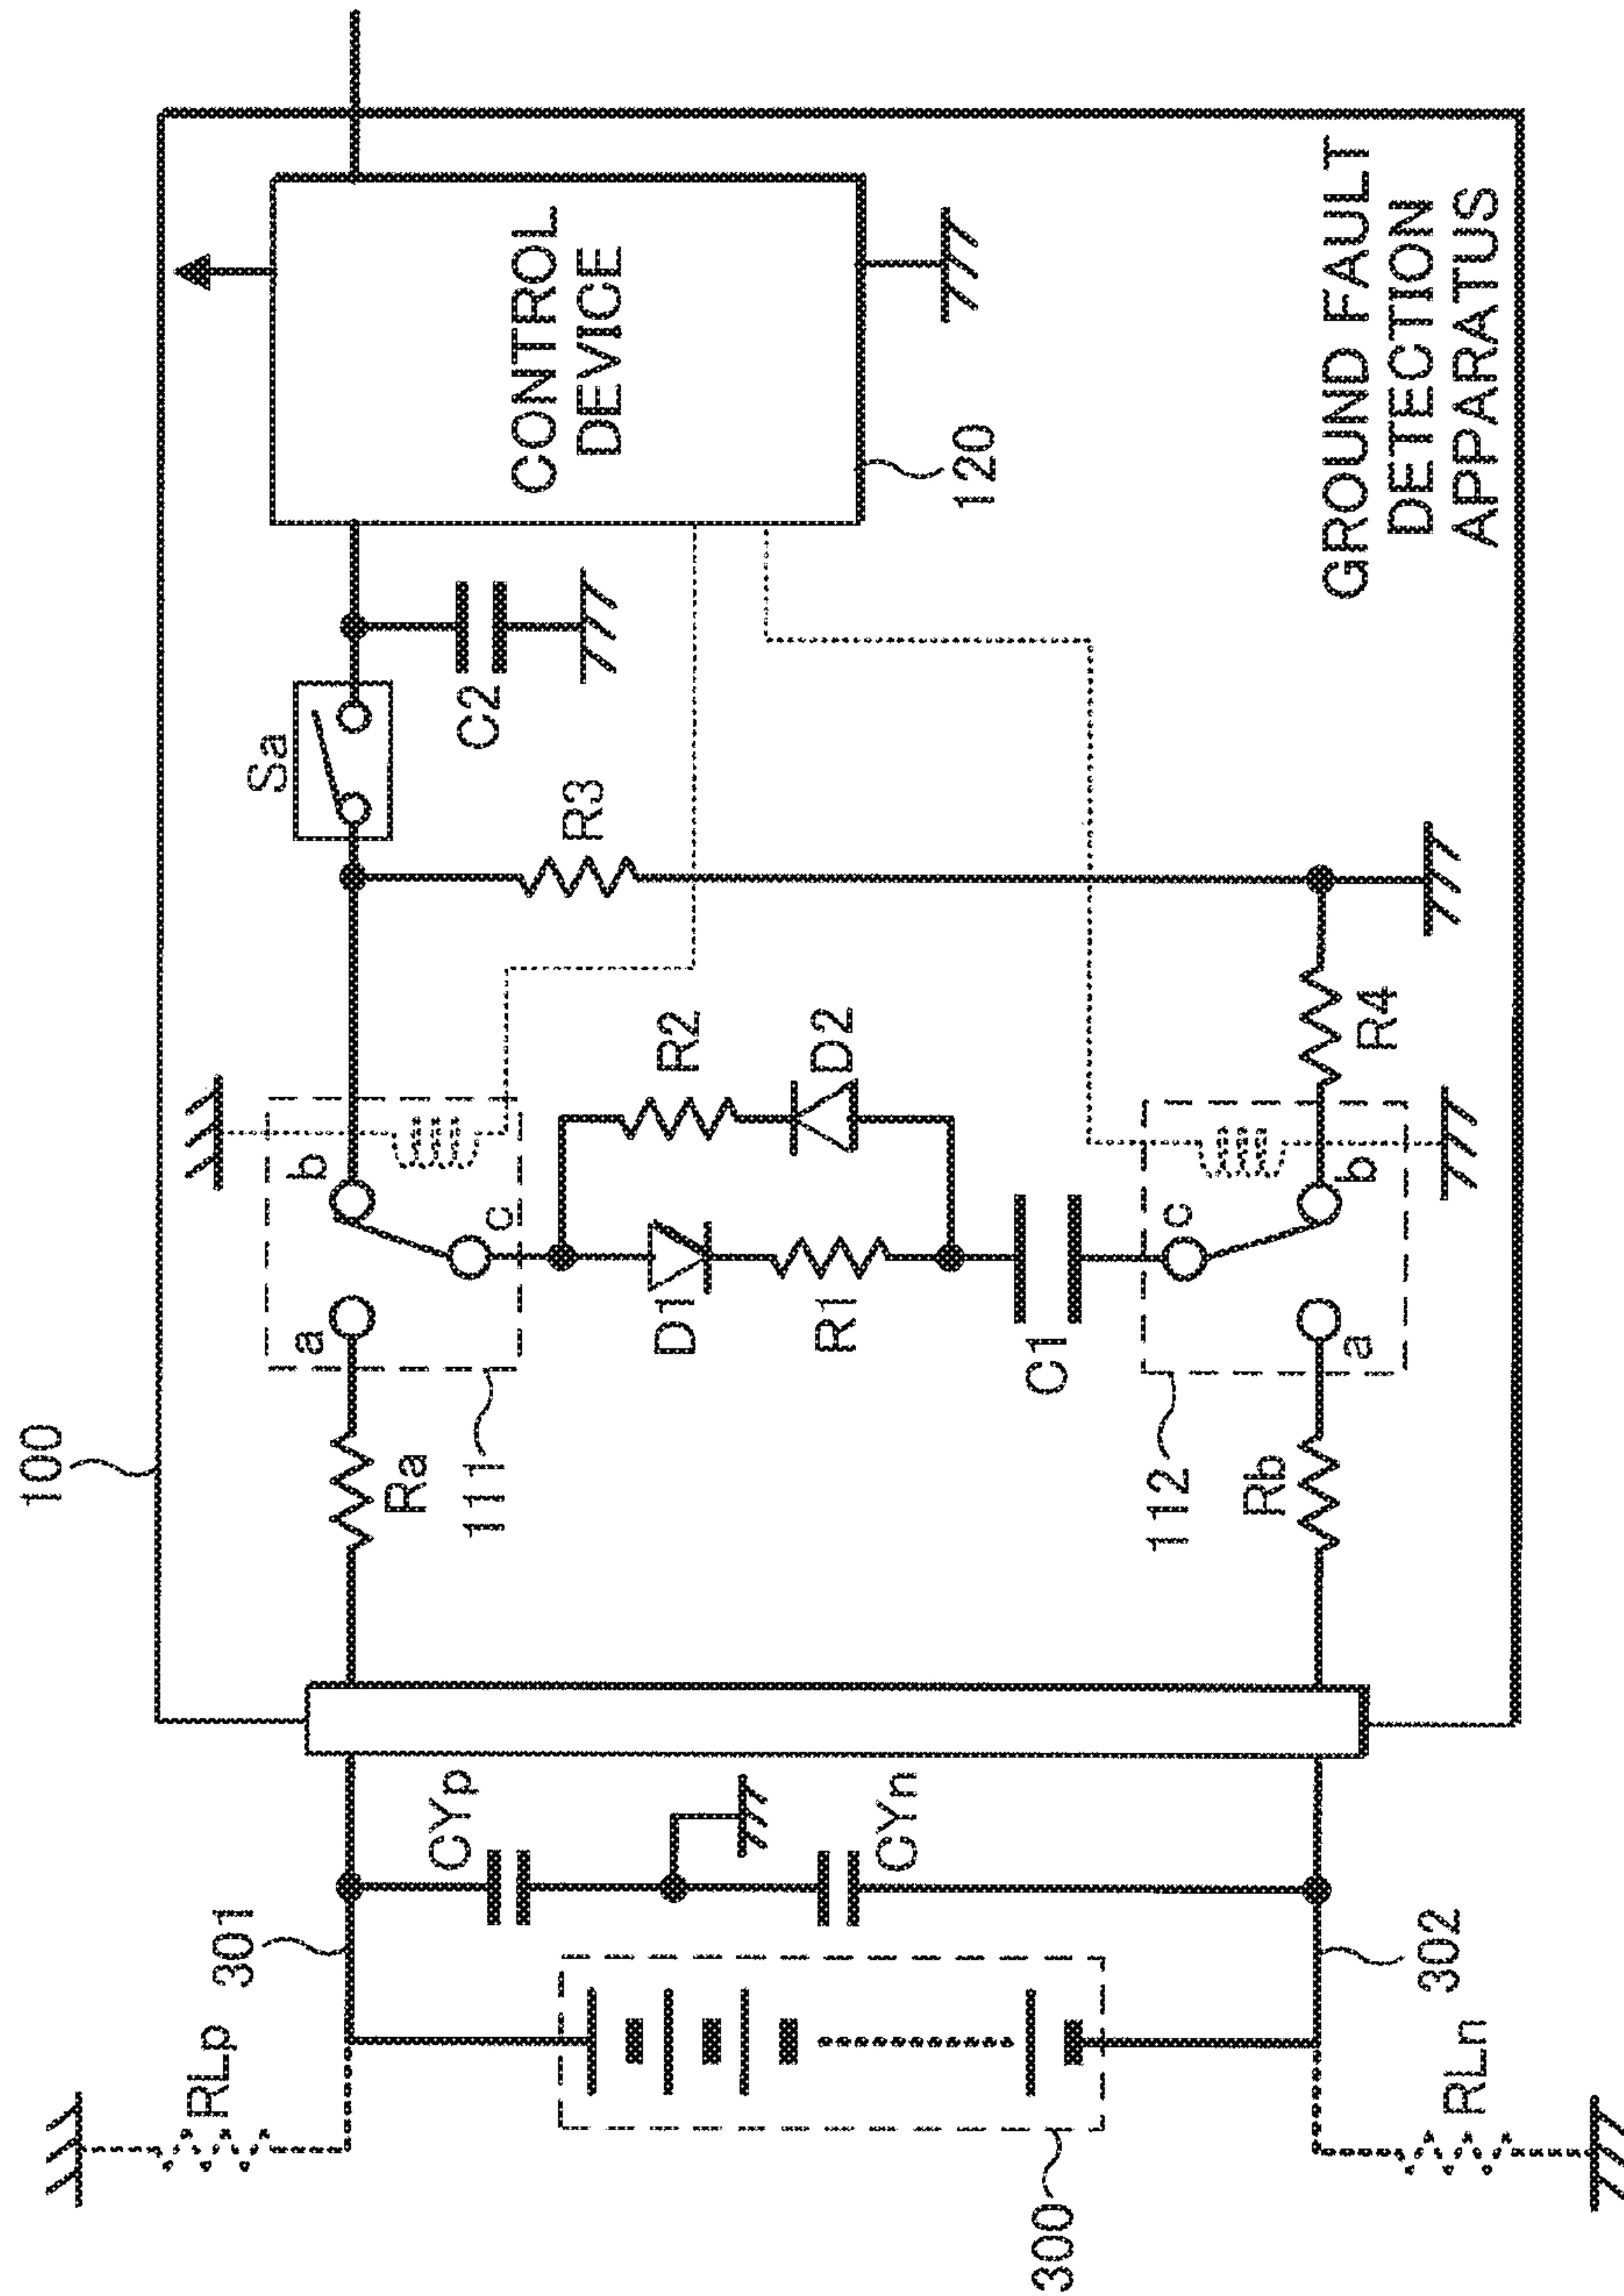 100
RLp
301
CYp
CYn
300
302
RLn
Ra
111
a
b
c
Sa
R3
C2
CONTROL
DEVICE
120
D1
R1
R2
D2
C1
112
c
a
b
Rb
R4
GROUND FAULT
DETECTION
APPARATUS